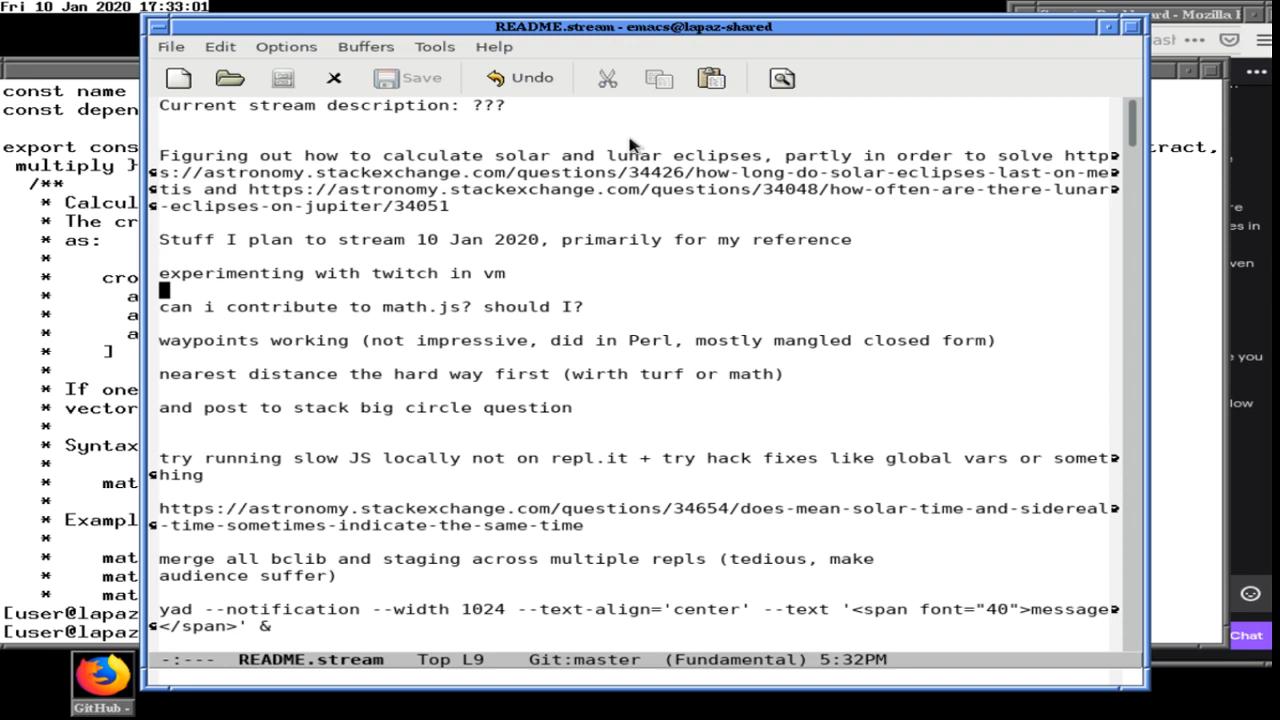 Fri 10 Jan 2020 17:33:01
README.stream - emacs@lapaz-shared
File Edit Options Buffers Tools Help
Save Undo
Current stream description: ???
Figuring out how to calculate solar and lunar eclipses, partly in order to solve http
s://astronomy.stackexchange.com/questions/34426/how-long-do-solar-eclipses-last-on-me
tis and https://astronomy.stackexchange.com/questions/34048/how-often-are-there-lunar
-eclipses-on-jupiter/34051
Stuff I plan to stream 10 Jan 2020, primarily for my reference
experimenting with twitch in vm
can i contribute to math.js? should I?
waypoints working (not impressive, did in Perl, mostly mangled closed form)
nearest distance the hard way first (wirth turf or math)
and post to stack big circle question
try running slow JS locally not on repl.it + try hack fixes like global vars or somet
hing
https://astronomy.stackexchange.com/questions/34654/does-mean-solar-time-and-sidereal
-time-sometimes-indicate-the-same-time
merge all bclib and staging across multiple repls (tedious, make
audience suffer)
yad --notification --width 1024 --text-align='center' --text '<span font="40">message
</span>' &
-:--- README.stream Top L9 Git:master (Fundamental) 5:32PM
const name
const depen
export cons
multiply }
/**
* Calcul
* The cr
* as:
*
* cro
* a
* a
* a
* ]
*
* If one
* vector
*
* Syntax
*
* mat
*
* Exampl
*
* mat
* mat
* mat
[user@lapaz
[user@lapaz
GitHub -
- Mozilla
tract,
re
es in
ven
you
low
Chat